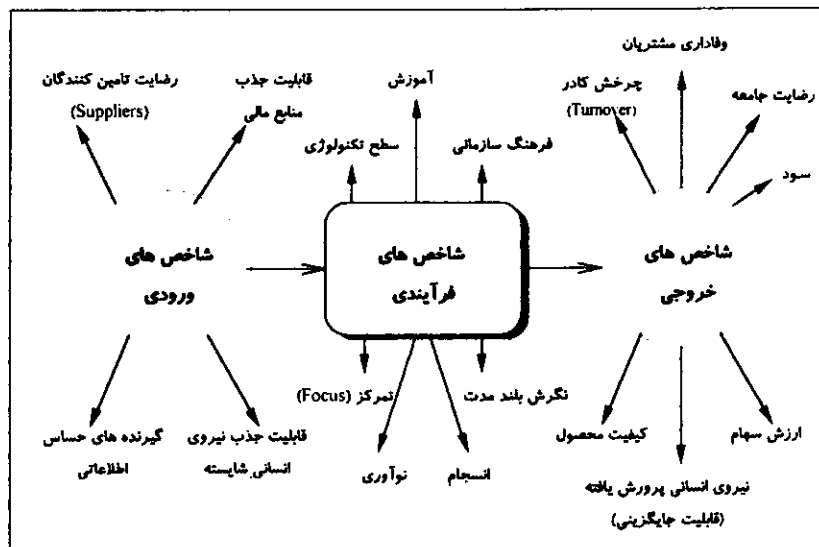 وفاداری مشتریان
رضایت تامین کنندگان
(Suppliers)
قابلیت جذب
منابع مالی
آموزش
چرخش کادر
(Turnover)
رضایت جامعه
سطح تکنولوژی
فرهنگ سازمانی
سود
شاخص های
ورودی
شاخص های
فرآیندی
شاخص های
خروجی
تمرکز (Focus)
نگرش بلند مدت
گیرنده های حساس
اطلاعاتی
قابلیت جذب نیروی
انسانی شایسته
نوآوری
انسجام
کیفیت محصول
ارزش سهام
نیروی انسانی پرورش یافته
(قابلیت جایگزینی)